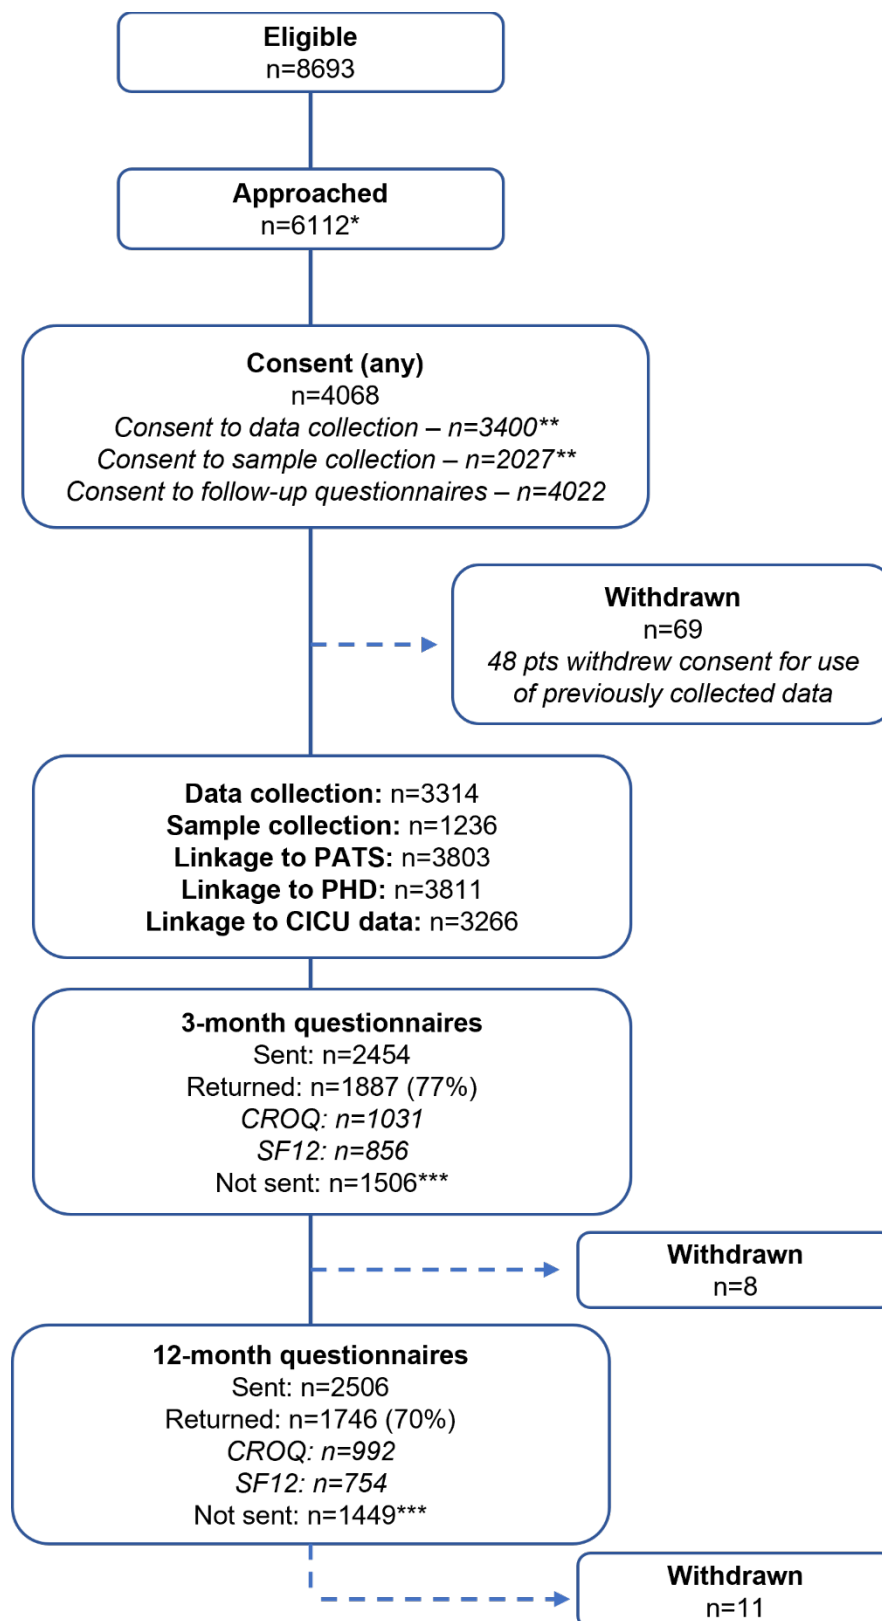 Eligible
n=8693
Approached
n=6112*
Consent (any)
n=4068
Consent to data collection – n=3400**
Consent to sample collection – n=2027**
Consent to follow-up questionnaires – n=4022
Withdrawn
n=69
48 pts withdrew consent for use
of previously collected data
Data collection: n=3314
Sample collection: n=1236
Linkage to PATS: n=3803
Linkage to PHD: n=3811
Linkage to CICU data: n=3266
3-month questionnaires
Sent: n=2454
Returned: n=1887 (77%)
CROQ: n=1031
SF12: n=856
Not sent: n=1506***
Withdrawn
n=8
12-month questionnaires
Sent: n=2506
Returned: n=1746 (70%)
CROQ: n=992
SF12: n=754
Not sent: n=1449***
Withdrawn
n=11